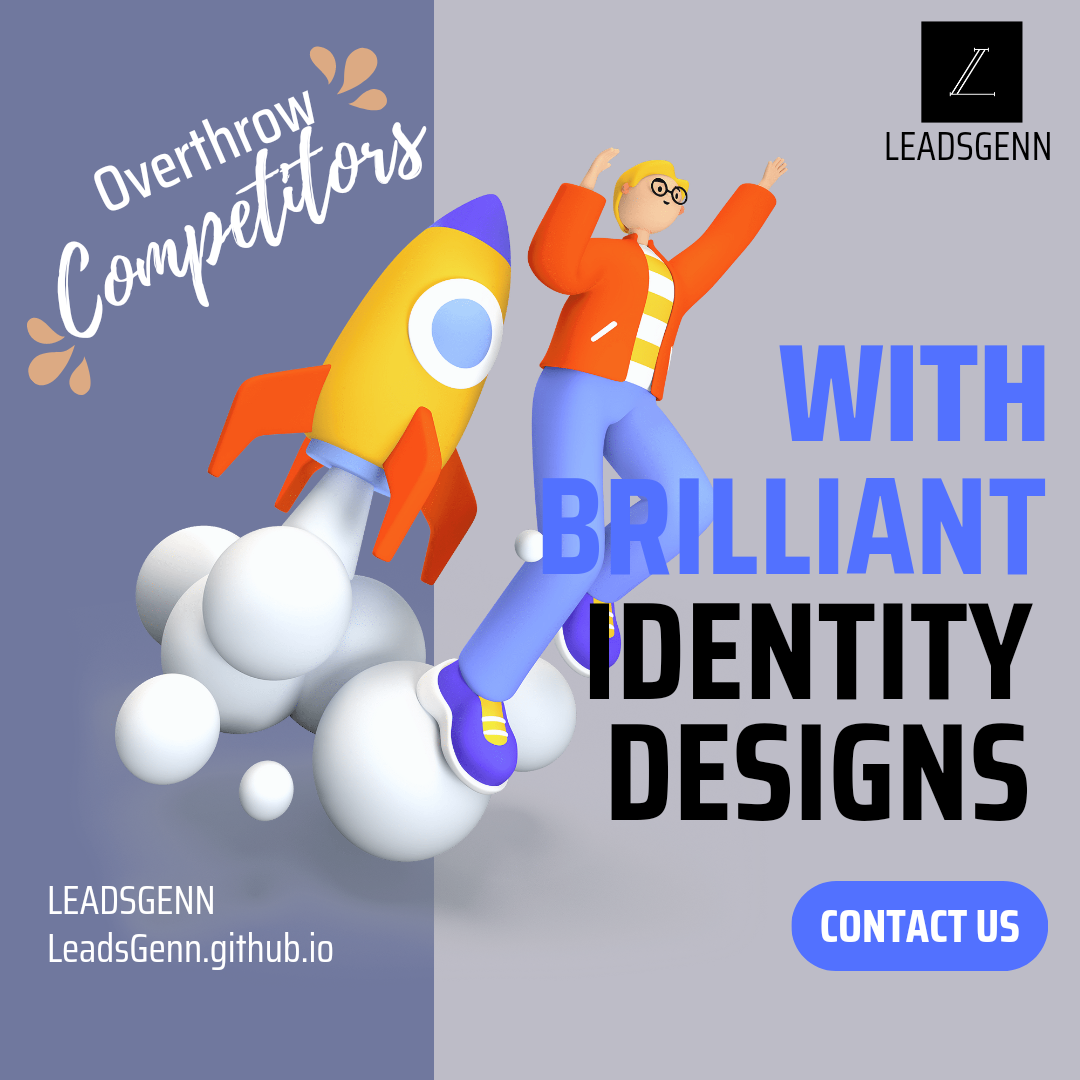 LEADSGENN
Overthrow
Competitors
WITH
BRILLIANT
IDENTITY
DESIGNS
LEADSGENN
LeadsGenn.github.io
CONTACT US